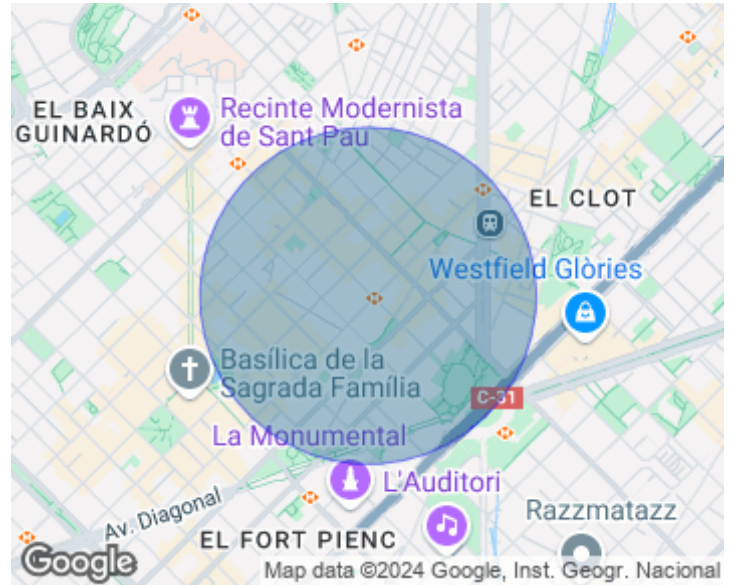 EL BAIX
GUINARDÓ
Recinte Modernista
de Sant Pau
EL CLOT
Westfield Glòries
Basílica de la
Sagrada Família
C-31
La Monumental
L'Auditori
Av. Diagonal
EL FORT PIENC
Razzmatazz
Google
Map data ©2024 Google, Inst. Geogr. Nacional